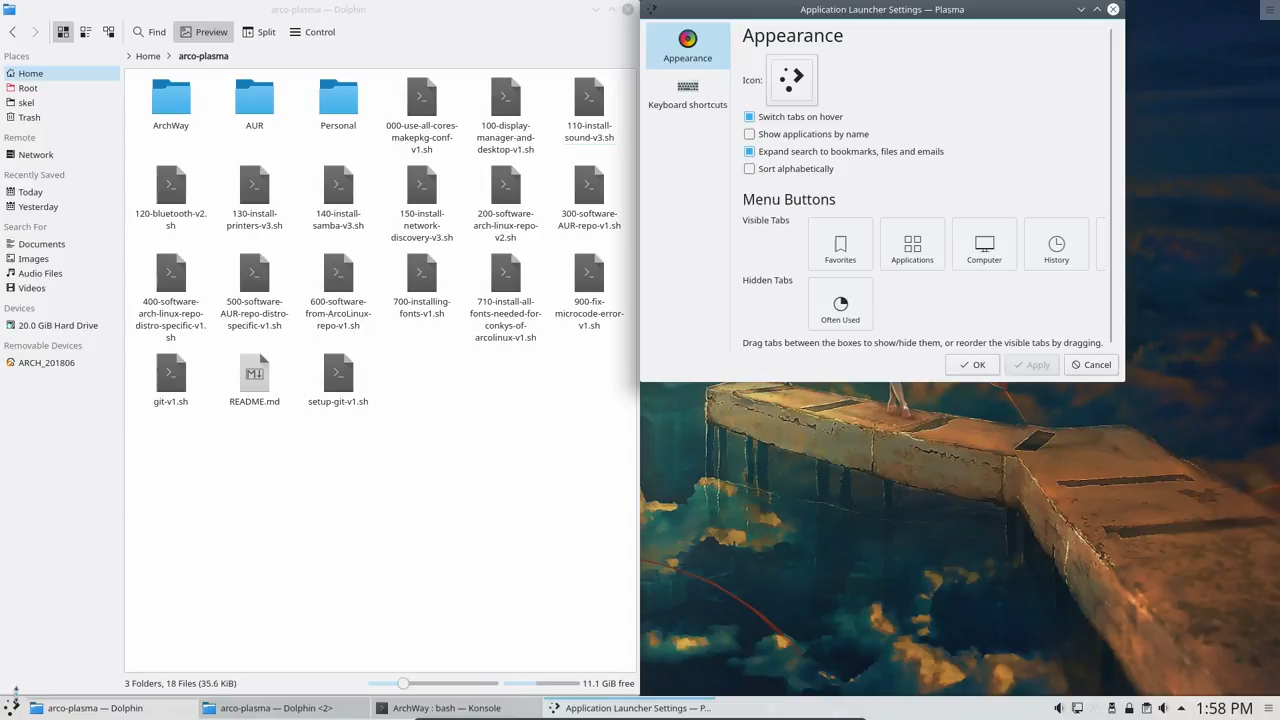 arco-plasma — Dolphin
Find
Preview
Split
Control
Places
Home
Root
skel
Trash
Remote
Network
Recently Saved
Today
Yesterday
Search For
Documents
Images
Audio Files
Videos
Devices
20.0 GiB Hard Drive
Removable Devices
ARCH_201806
Home
arco-plasma
ArchWay
AUR
Personal
000-use-all-cores-
makepkg-conf-
v1.sh
100-display-
manager-and-
desktop-v1.sh
110-install-
sound-v3.sh
120-bluetooth-v2.
sh
130-install-
printers-v3.sh
140-install-
samba-v3.sh
150-install-
network-
discovery-v3.sh
200-software-
arch-linux-repo-
v2.sh
300-software-
AUR-repo-v1.sh
400-software-
arch-linux-repo-
distro-specific-v1.
sh
500-software-
AUR-repo-distro-
specific-v1.sh
600-software-
from-ArcoLinux-
repo-v1.sh
700-installing-
fonts-v1.sh
710-install-all-
fonts-needed-for-
conkys-of-
arcolinux-v1.sh
900-fix-
microcode-error-
v1.sh
git-v1.sh
README.md
setup-git-v1.sh
3 Folders, 18 Files (35.6 KiB)
11.1 GiB free
Application Launcher Settings — Plasma
Appearance
Keyboard shortcuts
Appearance
Icon:
Switch tabs on hover
Show applications by name
Expand search to bookmarks, files and emails
Sort alphabetically
Menu Buttons
Visible Tabs
Favorites
Applications
Computer
History
Hidden Tabs
Often Used
Drag tabs between the boxes to show/hide them, or reorder the visible tabs by dragging.
OK
Apply
Cancel
arco-plasma — Dolphin
arco-plasma — Dolphin <2>
ArchWay : bash — Konsole
Application Launcher Settings — P...
1:58 PM